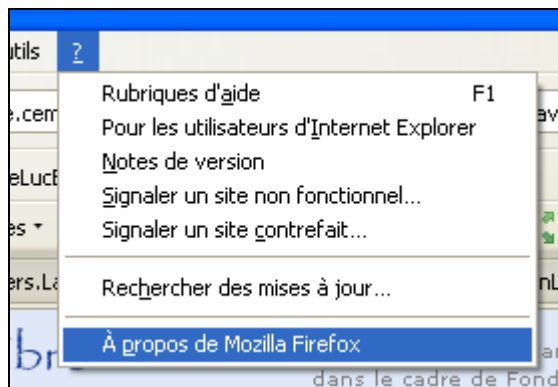 utils ?
Rubriques d'aide F1
Pour les utilisateurs d'Internet Explorer
Notes de version
Signaler un site non fonctionnel...
Signaler un site contrefait...
Rechercher des mises à jour...
À propos de Mozilla Firefox
dans le cadre de Fond